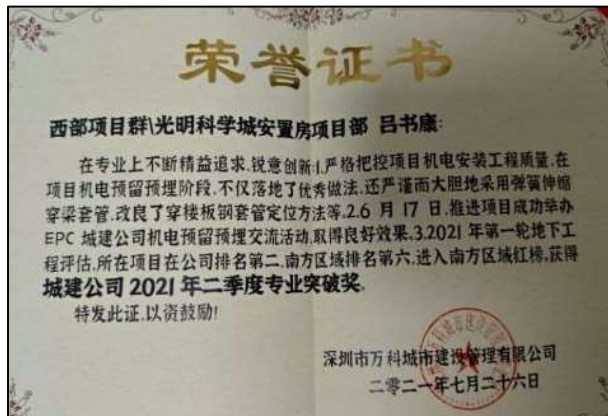 荣誉证书
西部项目群\光明科学城安置房项目部 吕书康:
在专业上不断精益追求,锐意创新:1,严格把控项目机电安装工程质量,在
项目机电预留预埋阶段,不仅落地了优秀做法,还严谨而大胆地采用弹簧伸缩
穿梁套管,改良了穿楼板钢套管定位方法等,2.6月17日,推进项目成功举办
EPC城建公司机电预留预埋交流活动,取得良好效果,3.2021年第一轮地下工
程评估,所在项目在公司排名第二,南方区域排名第六,进入南方区域红榜,获得
城建公司2021年二季度专业突破奖。
特发此证,以资鼓励!
深圳市万科城市建设管理有限公司
二零二一年七月二十六日